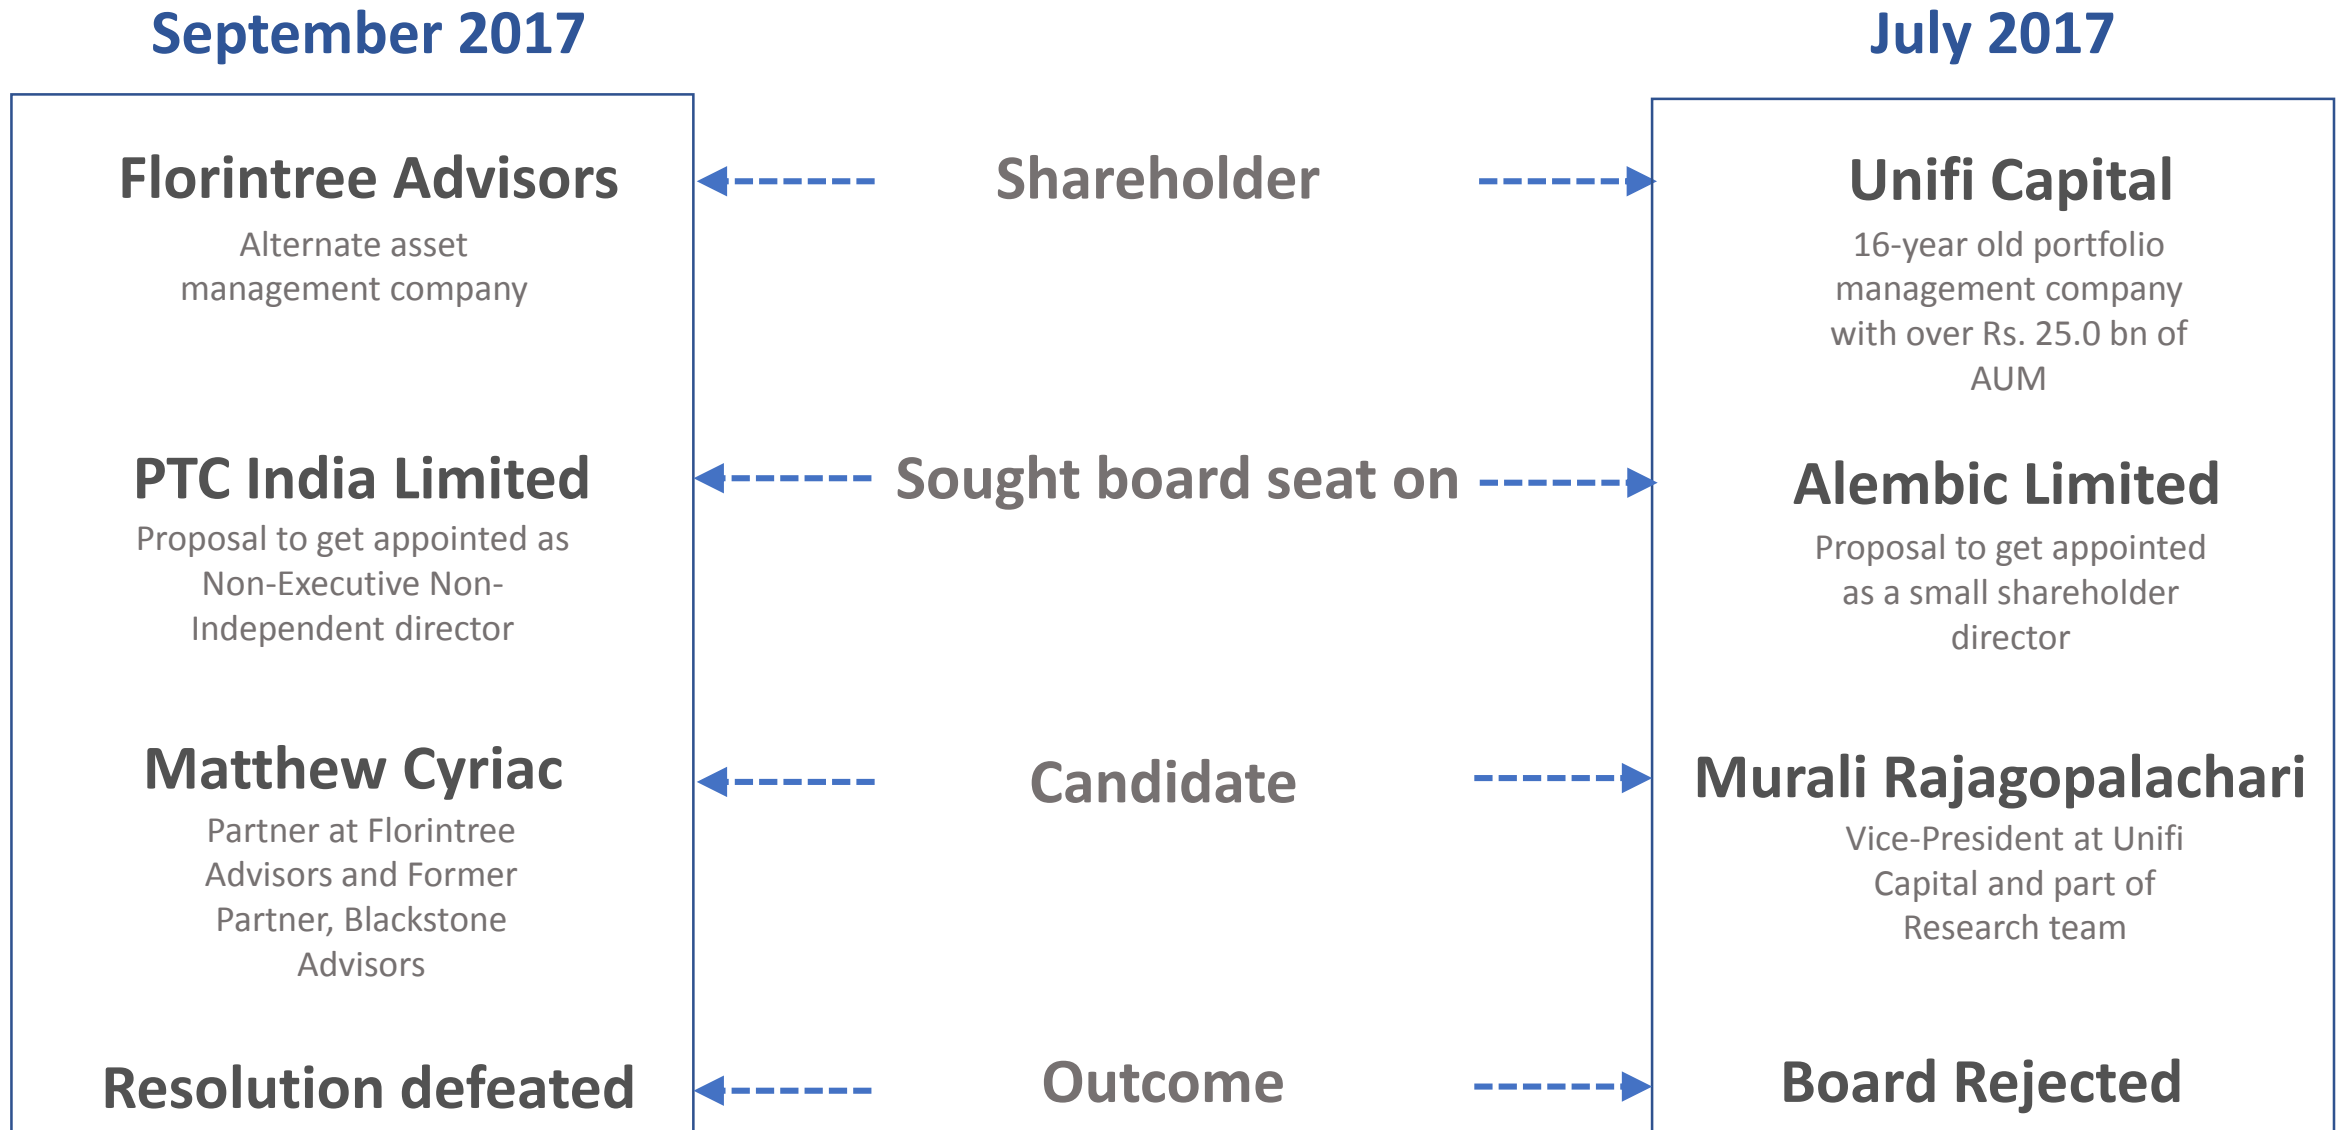 September 2017
July 2017
Florintree Advisors
Alternate asset
management company
Shareholder
Unifi Capital
16-year old portfolio
management company
with over Rs. 25.0 bn of
AUM
PTC India Limited
Proposal to get appointed as
Non-Executive Non-
Independent director
Sought board seat on
Alembic Limited
Proposal to get appointed
as a small shareholder
director
Matthew Cyriac
Partner at Florintree
Advisors and Former
Partner, Blackstone
Advisors
Candidate
Murali Rajagopalachari
Vice-President at Unifi
Capital and part of
Research team
Resolution defeated
Outcome
Board Rejected